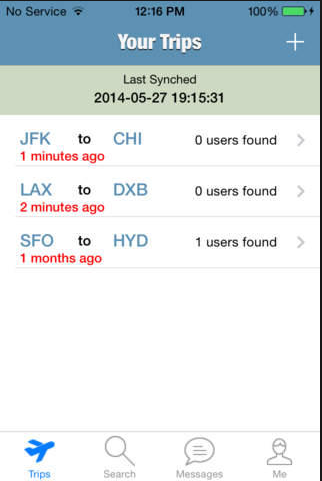 No Service 12:16 PM 100%
Your Trips +
Last Synched
2014-05-27 19:15:31
JFK to CHI 0 users found
1 minutes ago
LAX to DXB 0 users found
2 minutes ago
SFO to HYD 1 users found
1 months ago
Trips Search Messages Me